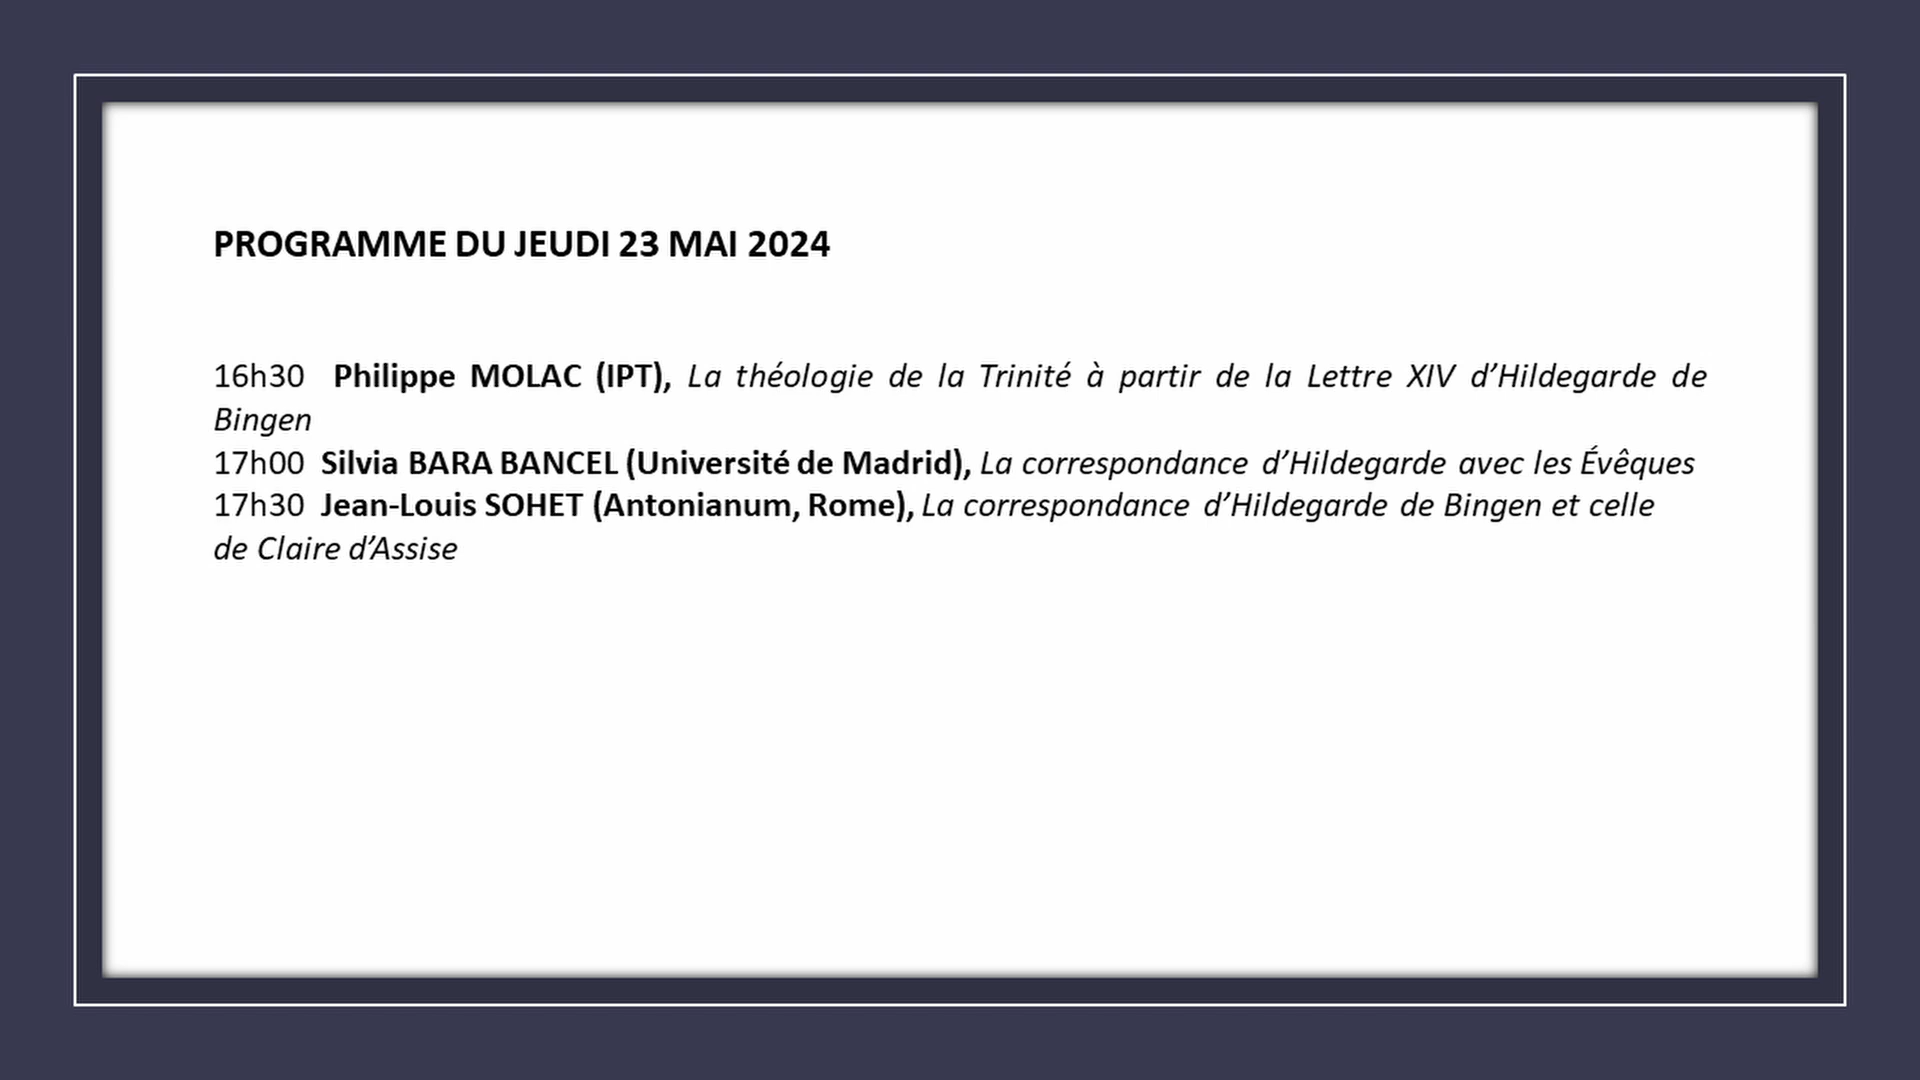 PROGRAMME DU JEUDI 23 MAI 2024
16h30 Philippe MOLAC (IPT), La théologie de la Trinité à partir de la Lettre XIV d’Hildegarde de
Bingen
17h00 Silvia BARA BANCEL (Université de Madrid), La correspondance d’Hildegarde avec les Évêques
17h30 Jean-Louis SOHET (Antonianum, Rome), La correspondance d’Hildegarde de Bingen et celle
de Claire d’Assise